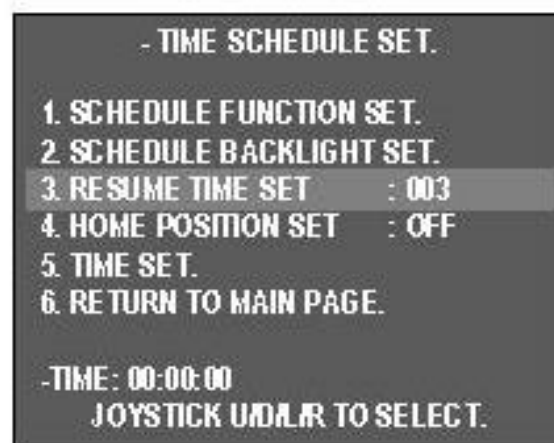 - TIME SCHEDULE SET.
1. SCHEDULE FUNCTION SET.
2. SCHEDULE BACKLIGHT SET.
3. RESUME TIME SET : 003
4. HOME POSITION SET : OFF
5. TIME SET.
6. RETURN TO MAIN PAGE.
-TIME: 00:00:00
JOYSTICK U/D/L/R TO SELECT.